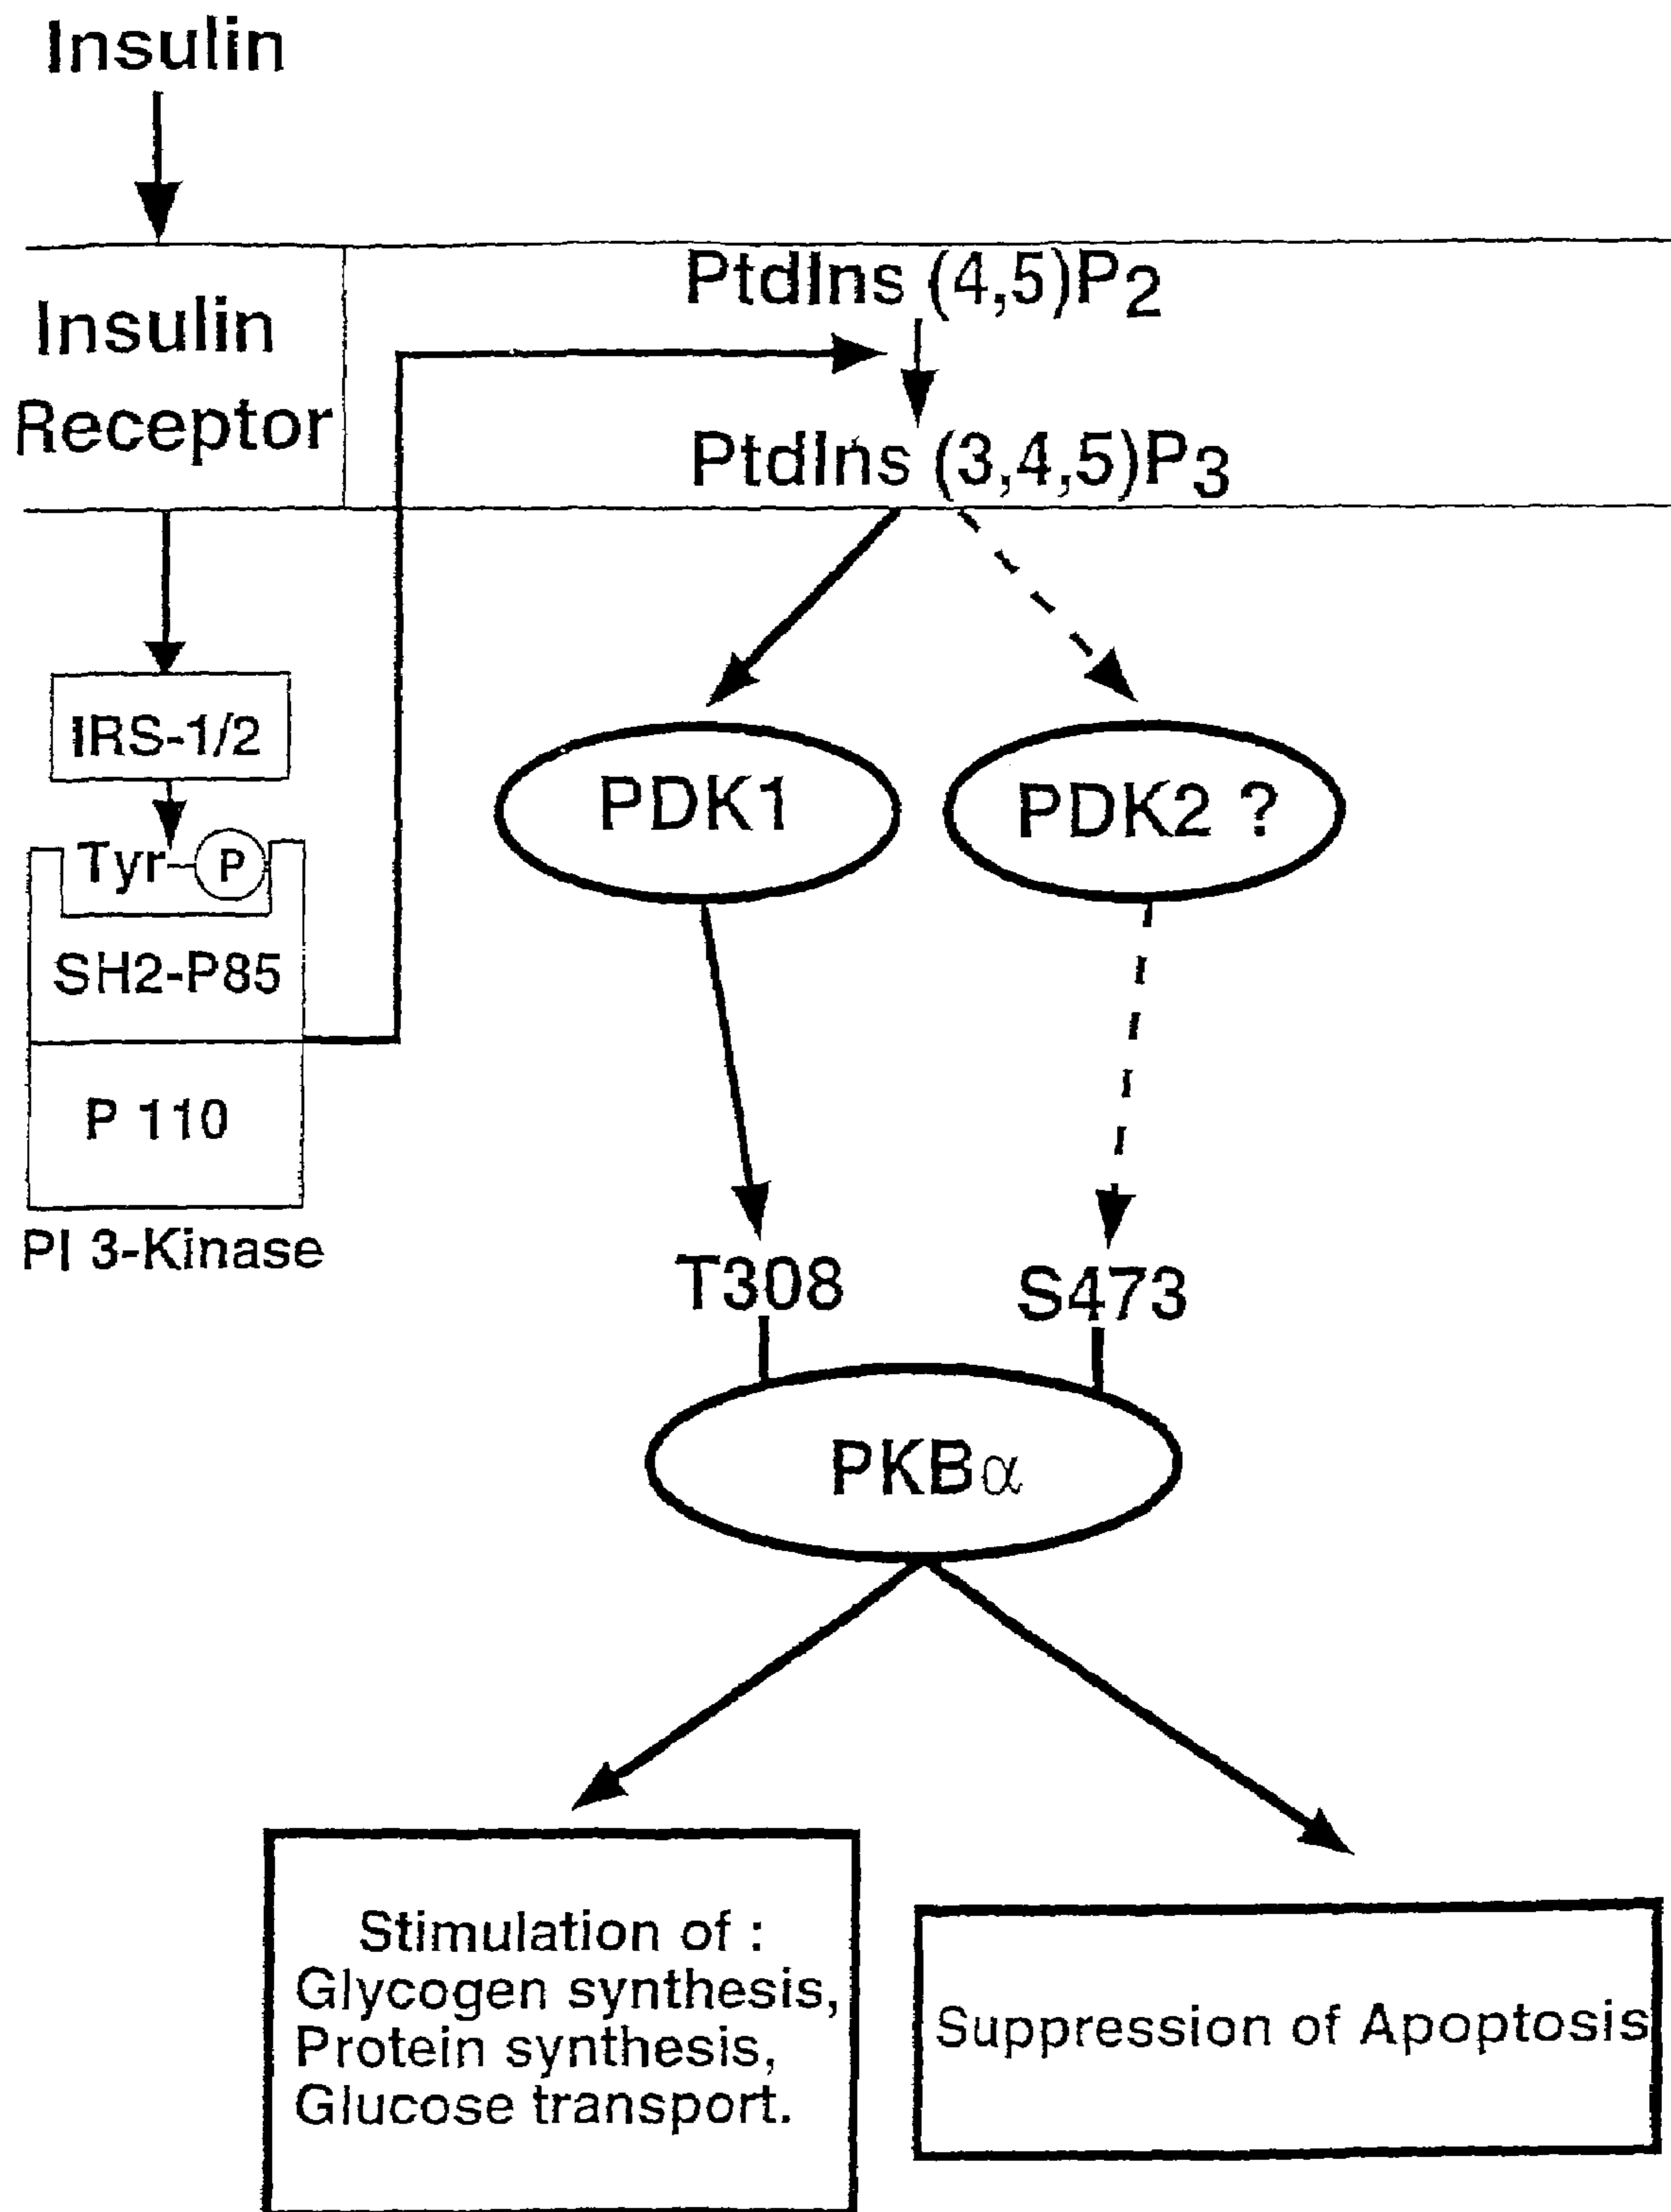 Insulin
Insulin
Receptor
PtdIns (4,5)P2
PtdIns (3,4,5)P3
IRS-1/2
Tyr-P
SH2-P85
P 110
PI 3-Kinase
PDK1
PDK2 ?
T308
S473
PKBα
Stimulation of :
Glycogen synthesis,
Protein synthesis,
Glucose transport.
Suppression of Apoptosis